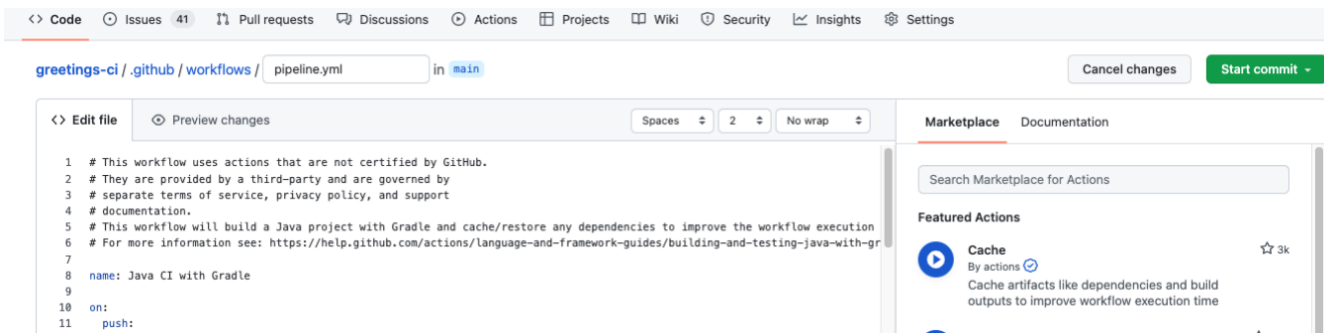 Code Issues 41 Pull requests Discussions Actions Projects Wiki Security Insights Settings
greetings-ci / .github / workflows / pipeline.yml in main Cancel changes Start commit
<> Edit file Preview changes Spaces 2 No wrap
1 # This workflow uses actions that are not certified by GitHub.
2 # They are provided by a third-party and are governed by
3 # separate terms of service, privacy policy, and support
4 # documentation.
5 # This workflow will build a Java project with Gradle and cache/restore any dependencies to improve the workflow execution
6 # For more information see: https://help.github.com/actions/language-and-framework-guides/building-and-testing-java-with-gr
7
8 name: Java CI with Gradle
9
10 on:
11 push:
Marketplace Documentation
Search Marketplace for Actions
Featured Actions
Cache 3k
By actions
Cache artifacts like dependencies and build
outputs to improve workflow execution time